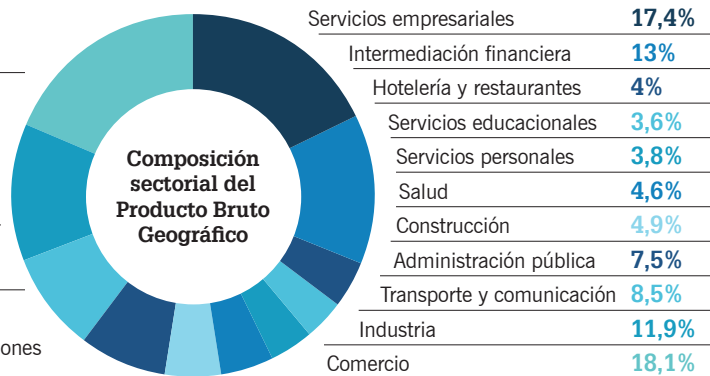 Composición
sectorial del
Producto Bruto
Geográfico
Servicios empresariales 17,4%
Intermediación financiera 13%
Hotelería y restaurantes 4%
Servicios educacionales 3,6%
Servicios personales 3,8%
Salud 4,6%
Construcción 4,9%
Administración pública 7,5%
Transporte y comunicación 8,5%
Industria 11,9%
Comercio 18,1%
ones